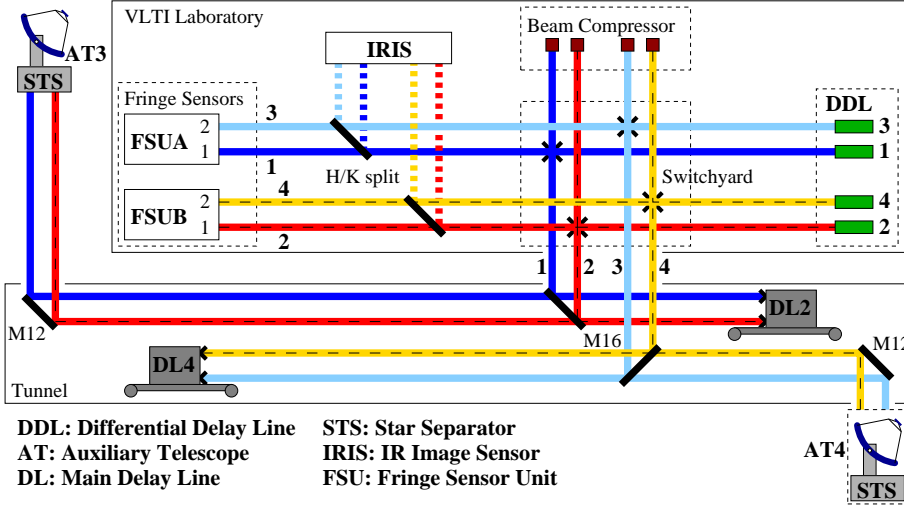 VLTI Laboratory
Beam Compressor
AT3
IRIS
STS
Fringe Sensors
DDL
3
2
3
FSUA
1
1
1
H/K split
Switchyard
4
2
4
FSUB
1
2
2
1
2
3
4
DL2
M12
M16
M12
DL4
Tunnel
DDL: Differential Delay Line
STS: Star Separator
AT: Auxiliary Telescope
IRIS: IR Image Sensor
AT4
DL: Main Delay Line
FSU: Fringe Sensor Unit
STS